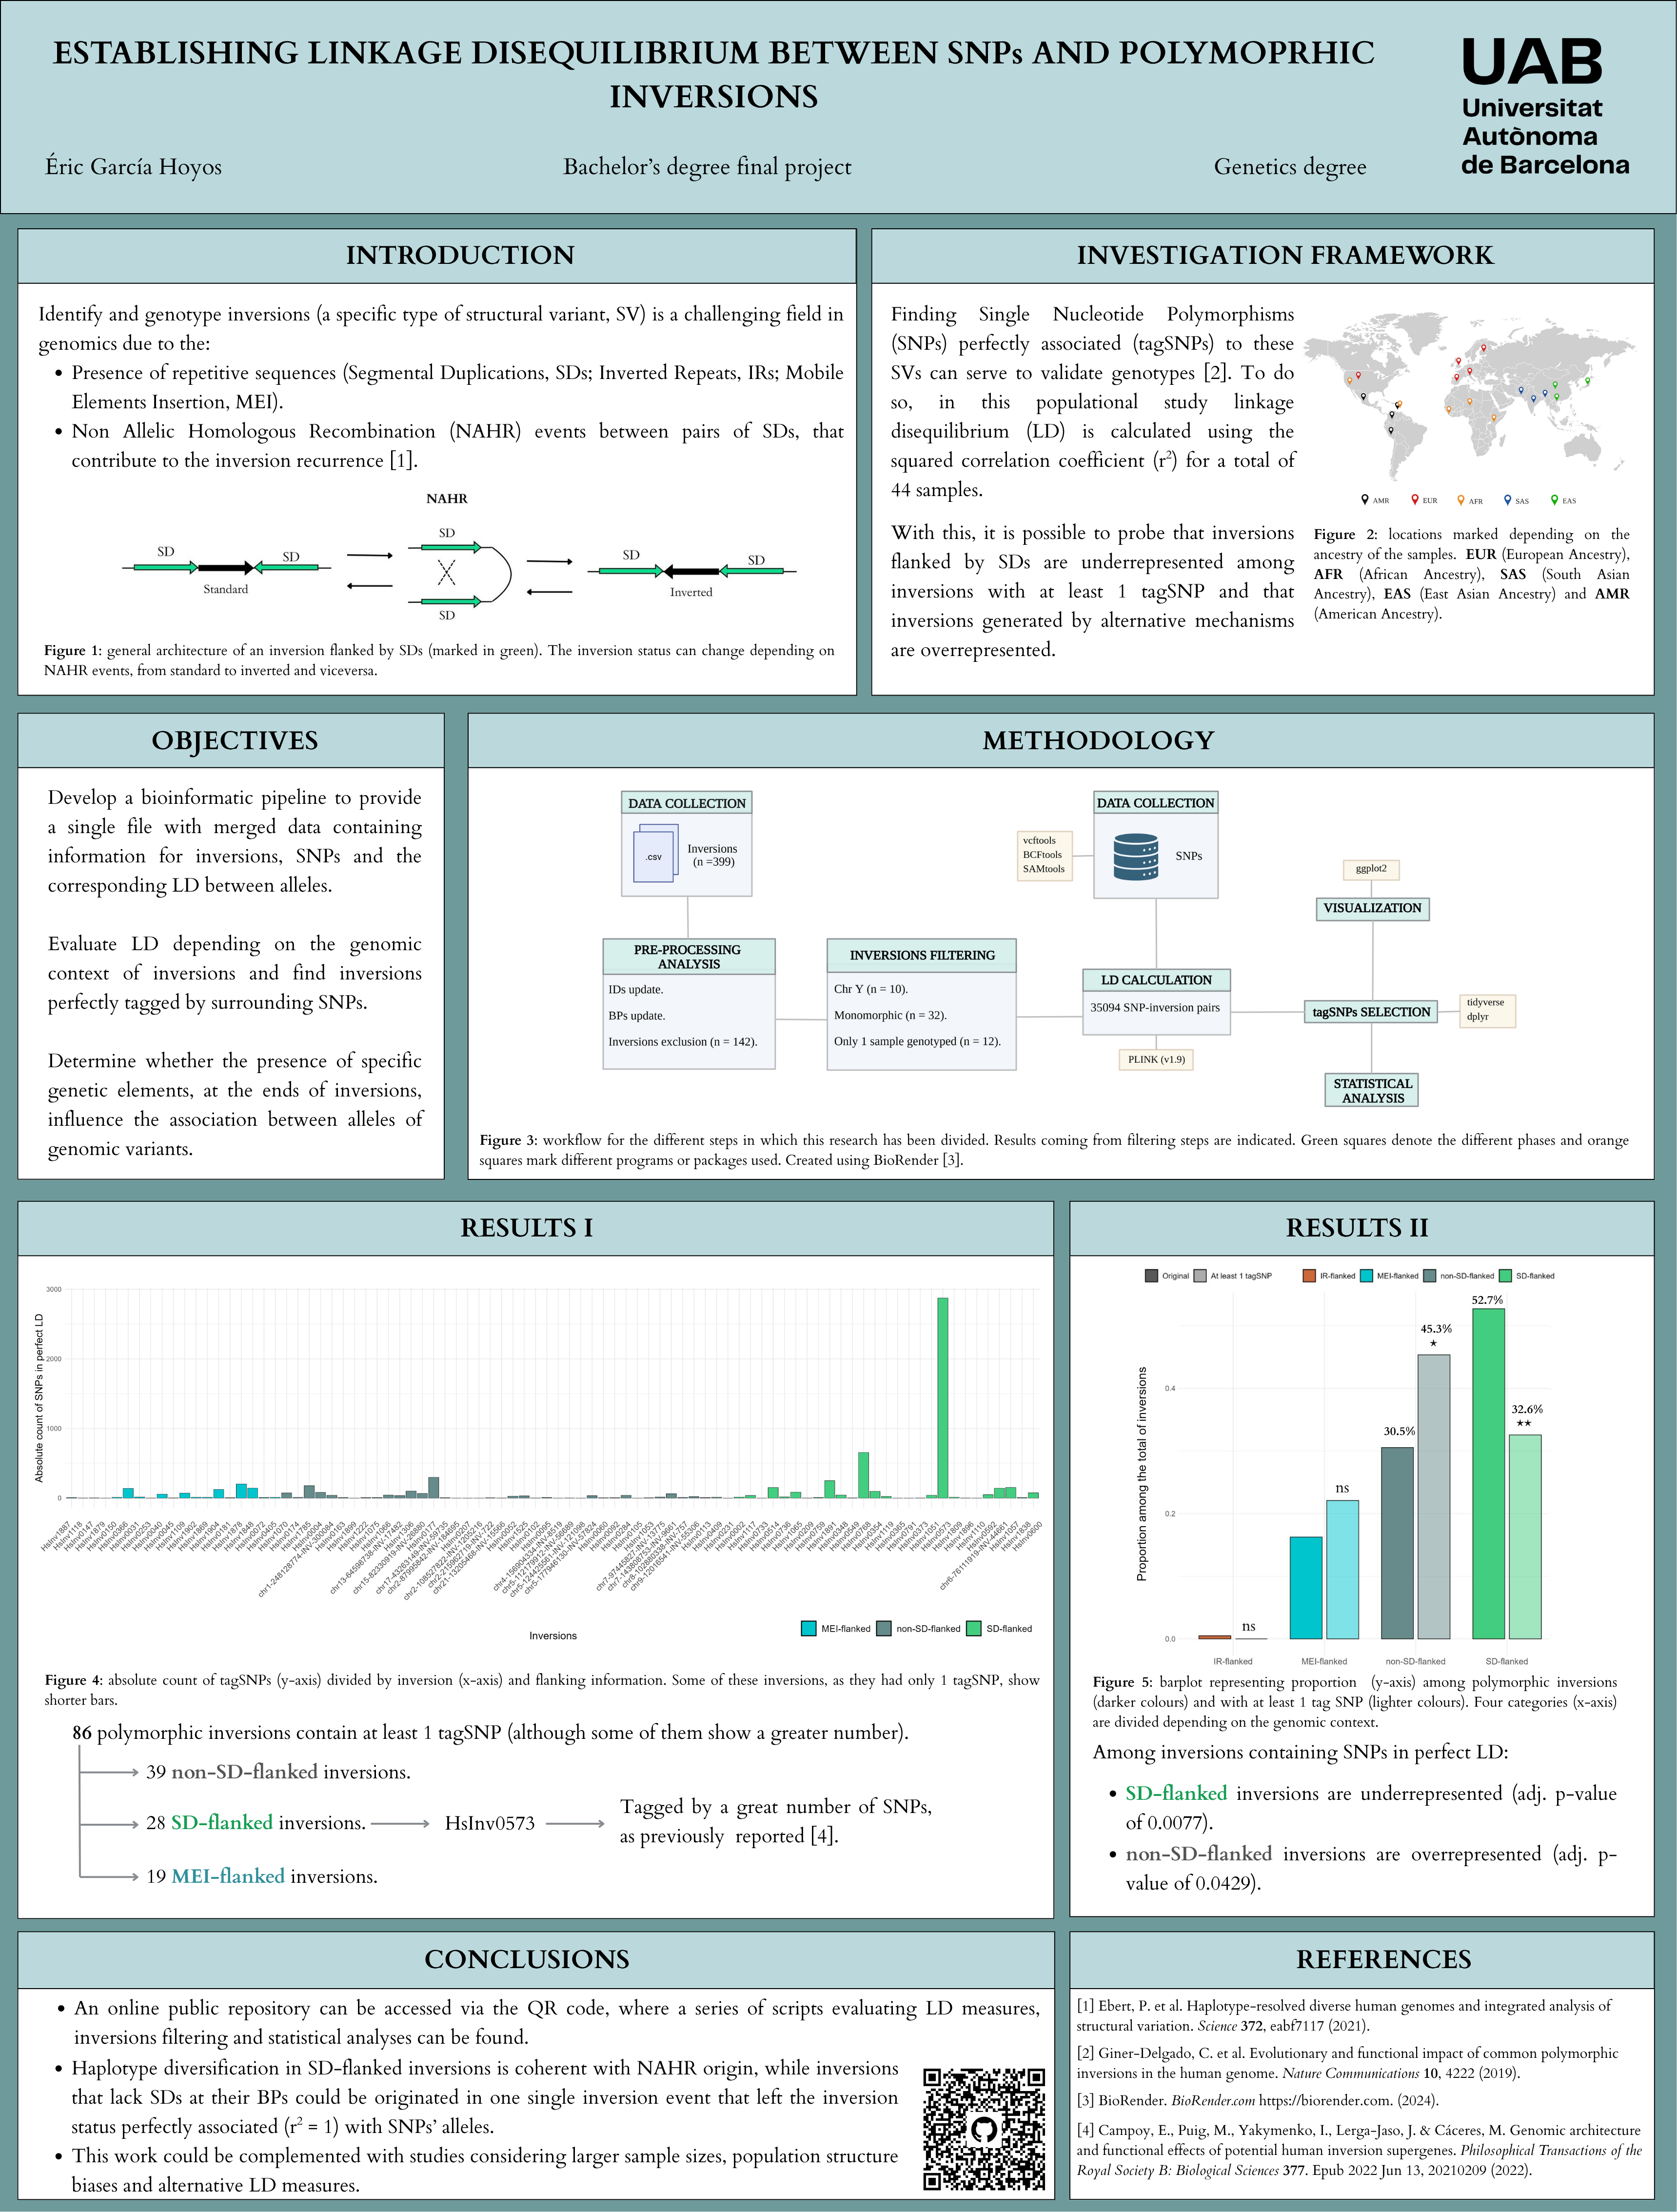 ESTABLISHING LINKAGE DISEQUILIBRIUM BETWEEN SNPs AND POLYMOPRHIC
INVERSIONS
Éric García Hoyos
Bachelor's degree final project
Genetics degree
UAB
Universitat
Autònoma
de Barcelona
INTRODUCTION
Identify and genotype inversions (a specific type of structural variant, SV) is a challenging field in
genomics due to the:
• Presence of repetitive sequences (Segmental Duplications, SDs; Inverted Repeats, IRs; Mobile
Elements Insertion, MEI).
• Non Allelic Homologous Recombination (NAHR) events between pairs of SDs, that
contribute to the inversion recurrence [1].
NAHR
SD
SD
Standard
SD
SD
SD
SD
Inverted
Figure 1: general architecture of an inversion flanked by SDs (marked in green). The inversion status can change depending on
NAHR events, from standard to inverted and viceversa.
INVESTIGATION FRAMEWORK
Finding Single Nucleotide Polymorphisms
(SNPs) perfectly associated (tagSNPs) to these
SVs can serve to validate genotypes [2]. To do
so, in this populational study linkage
disequilibrium (LD) is calculated using the
squared correlation coefficient (r²) for a total of
44 samples.
With this, it is possible to probe that inversions
flanked by SDs are underrepresented among
inversions with at least 1 tagSNP and that
inversions generated by alternative mechanisms
are overrepresented.
AMR EUR AFR SAS EAS
Figure 2: locations marked depending on the
ancestry of the samples. EUR (European Ancestry),
AFR (African Ancestry), SAS (South Asian
Ancestry), EAS (East Asian Ancestry) and AMR
(American Ancestry).
OBJECTIVES
Develop a bioinformatic pipeline to provide
a single file with merged data containing
information for inversions, SNPs and the
corresponding LD between alleles.
Evaluate LD depending on the genomic
context of inversions and find inversions
perfectly tagged by surrounding SNPs.
Determine whether the presence of specific
genetic elements, at the ends of inversions,
influence the association between alleles of
genomic variants.
METHODOLOGY
DATA COLLECTION
.csv
Inversions
(n =399)
PRE-PROCESSING
ANALYSIS
IDs update.
BPs update.
Inversions exclusion (n = 142).
INVERSIONS FILTERING
Chr Y (n = 10).
Monomorphic (n = 32).
Only 1 sample genotyped (n = 12).
DATA COLLECTION
SNPs
vcftools
BCFtools
SAMtools
LD CALCULATION
35094 SNP-inversion pairs
PLINK (v1.9)
ggplot2
VISUALIZATION
tagSNPs SELECTION
tidyverse
dplyr
STATISTICAL
ANALYSIS
Figure 3: workflow for the different steps in which this research has been divided. Results coming from filtering steps are indicated. Green squares denote the different phases and orange
squares mark different programs or packages used. Created using BioRender [3].
RESULTS I
Absolute count of SNPs in perfect LD
3000
2000
1000
0
Inversions
MEI-flanked non-SD-flanked SD-flanked
Figure 4: absolute count of tagSNPs (y-axis) divided by inversion (x-axis) and flanking information. Some of these inversions, as they had only 1 tagSNP, show
shorter bars.
86 polymorphic inversions contain at least 1 tagSNP (although some of them show a greater number).
39 non-SD-flanked inversions.
28 SD-flanked inversions.
HsInv0573
Tagged by a great number of SNPs,
as previously reported [4].
19 MEI-flanked inversions.
RESULTS II
Original At least 1 tagSNP IR-flanked MEI-flanked non-SD-flanked SD-flanked
Proportion among the total of inversions
0.4
0.2
0.0
ns
ns
30.5%
45.3%
★
52.7%
32.6%
★★
IR-flanked MEI-flanked non-SD-flanked SD-flanked
Figure 5: barplot representing proportion (y-axis) among polymorphic inversions
(darker colours) and with at least 1 tag SNP (lighter colours). Four categories (x-axis)
are divided depending on the genomic context.
Among inversions containing SNPs in perfect LD:
• SD-flanked inversions are underrepresented (adj. p-value
of 0.0077).
• non-SD-flanked inversions are overrepresented (adj. p-
value of 0.0429).
CONCLUSIONS
• An online public repository can be accessed via the QR code, where a series of scripts evaluating LD measures,
inversions filtering and statistical analyses can be found.
• Haplotype diversification in SD-flanked inversions is coherent with NAHR origin, while inversions
that lack SDs at their BPs could be originated in one single inversion event that left the inversion
status perfectly associated (r² = 1) with SNPs' alleles.
• This work could be complemented with studies considering larger sample sizes, population structure
biases and alternative LD measures.
REFERENCES
[1] Ebert, P. et al. Haplotype-resolved diverse human genomes and integrated analysis of
structural variation. Science 372, eabf7117 (2021).
[2] Giner-Delgado, C. et al. Evolutionary and functional impact of common polymorphic
inversions in the human genome. Nature Communications 10, 4222 (2019).
[3] BioRender. BioRender.com https://biorender.com. (2024).
[4] Campoy, E., Puig, M., Yakymenko, I., Lerga-Jaso, J. & Cáceres, M. Genomic architecture
and functional effects of potential human inversion supergenes. Philosophical Transactions of the
Royal Society B: Biological Sciences 377. Epub 2022 Jun 13, 20210209 (2022).